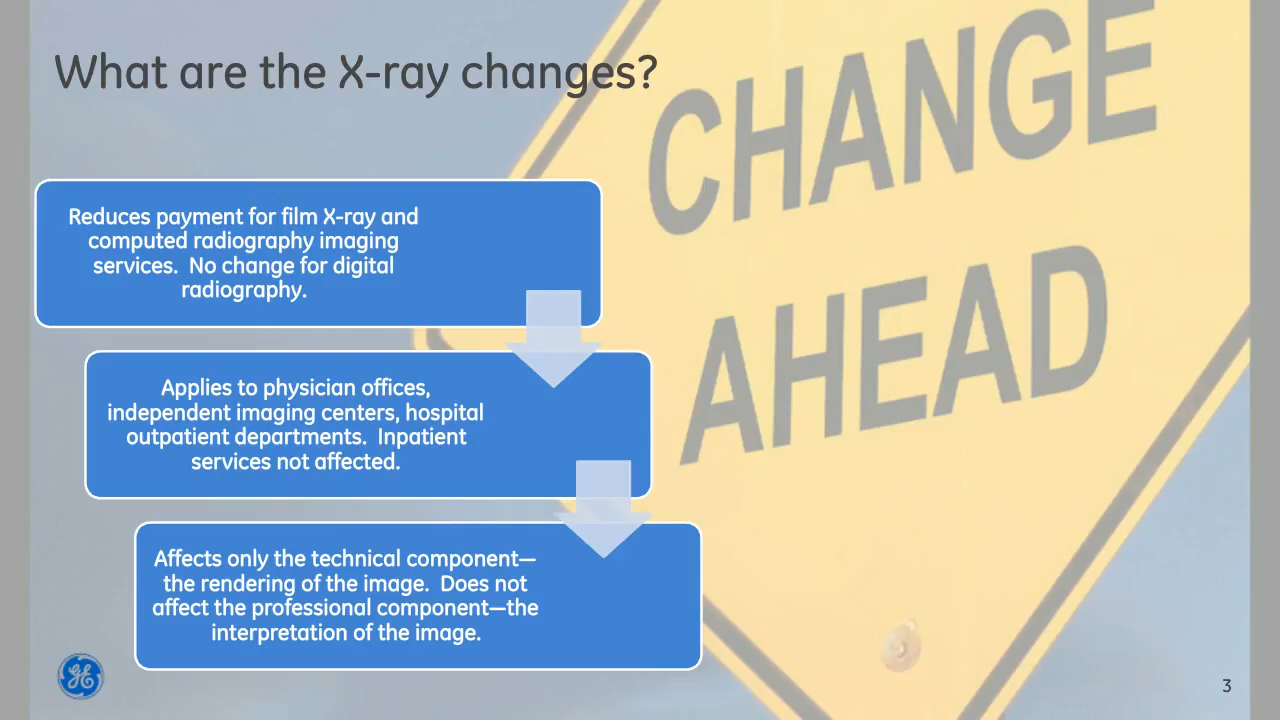 What are the X-ray changes?
CHANGE
AHEAD
Reduces payment for film X-ray and
computed radiography imaging
services.  No change for digital
radiography.
Applies to physician offices,
independent imaging centers, hospital
outpatient departments.  Inpatient
services not affected.
Affects only the technical component—
the rendering of the image.  Does not
affect the professional component—the
interpretation of the image.
GE
3